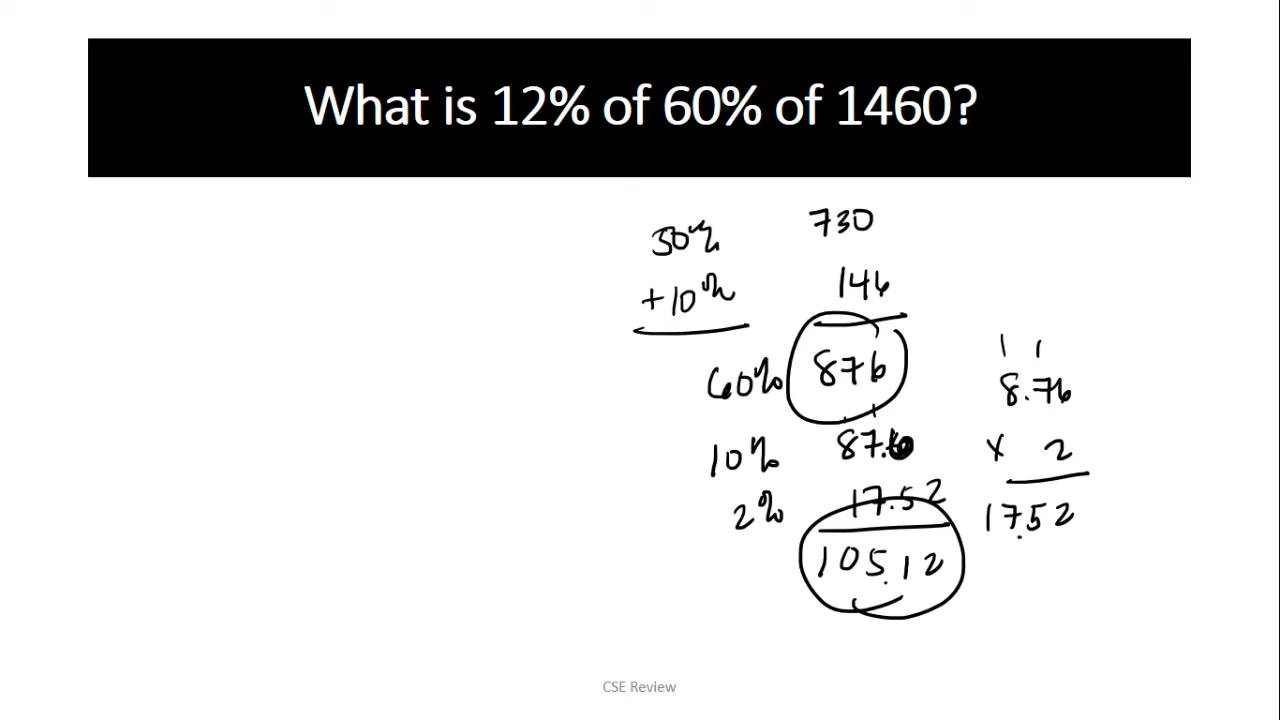 What is 12% of 60% of 1460?
50% 730
+10% 146
60% 876
8.76
10% 87.6
x 2
2% 17.52
17.52
105.12
CSE Review